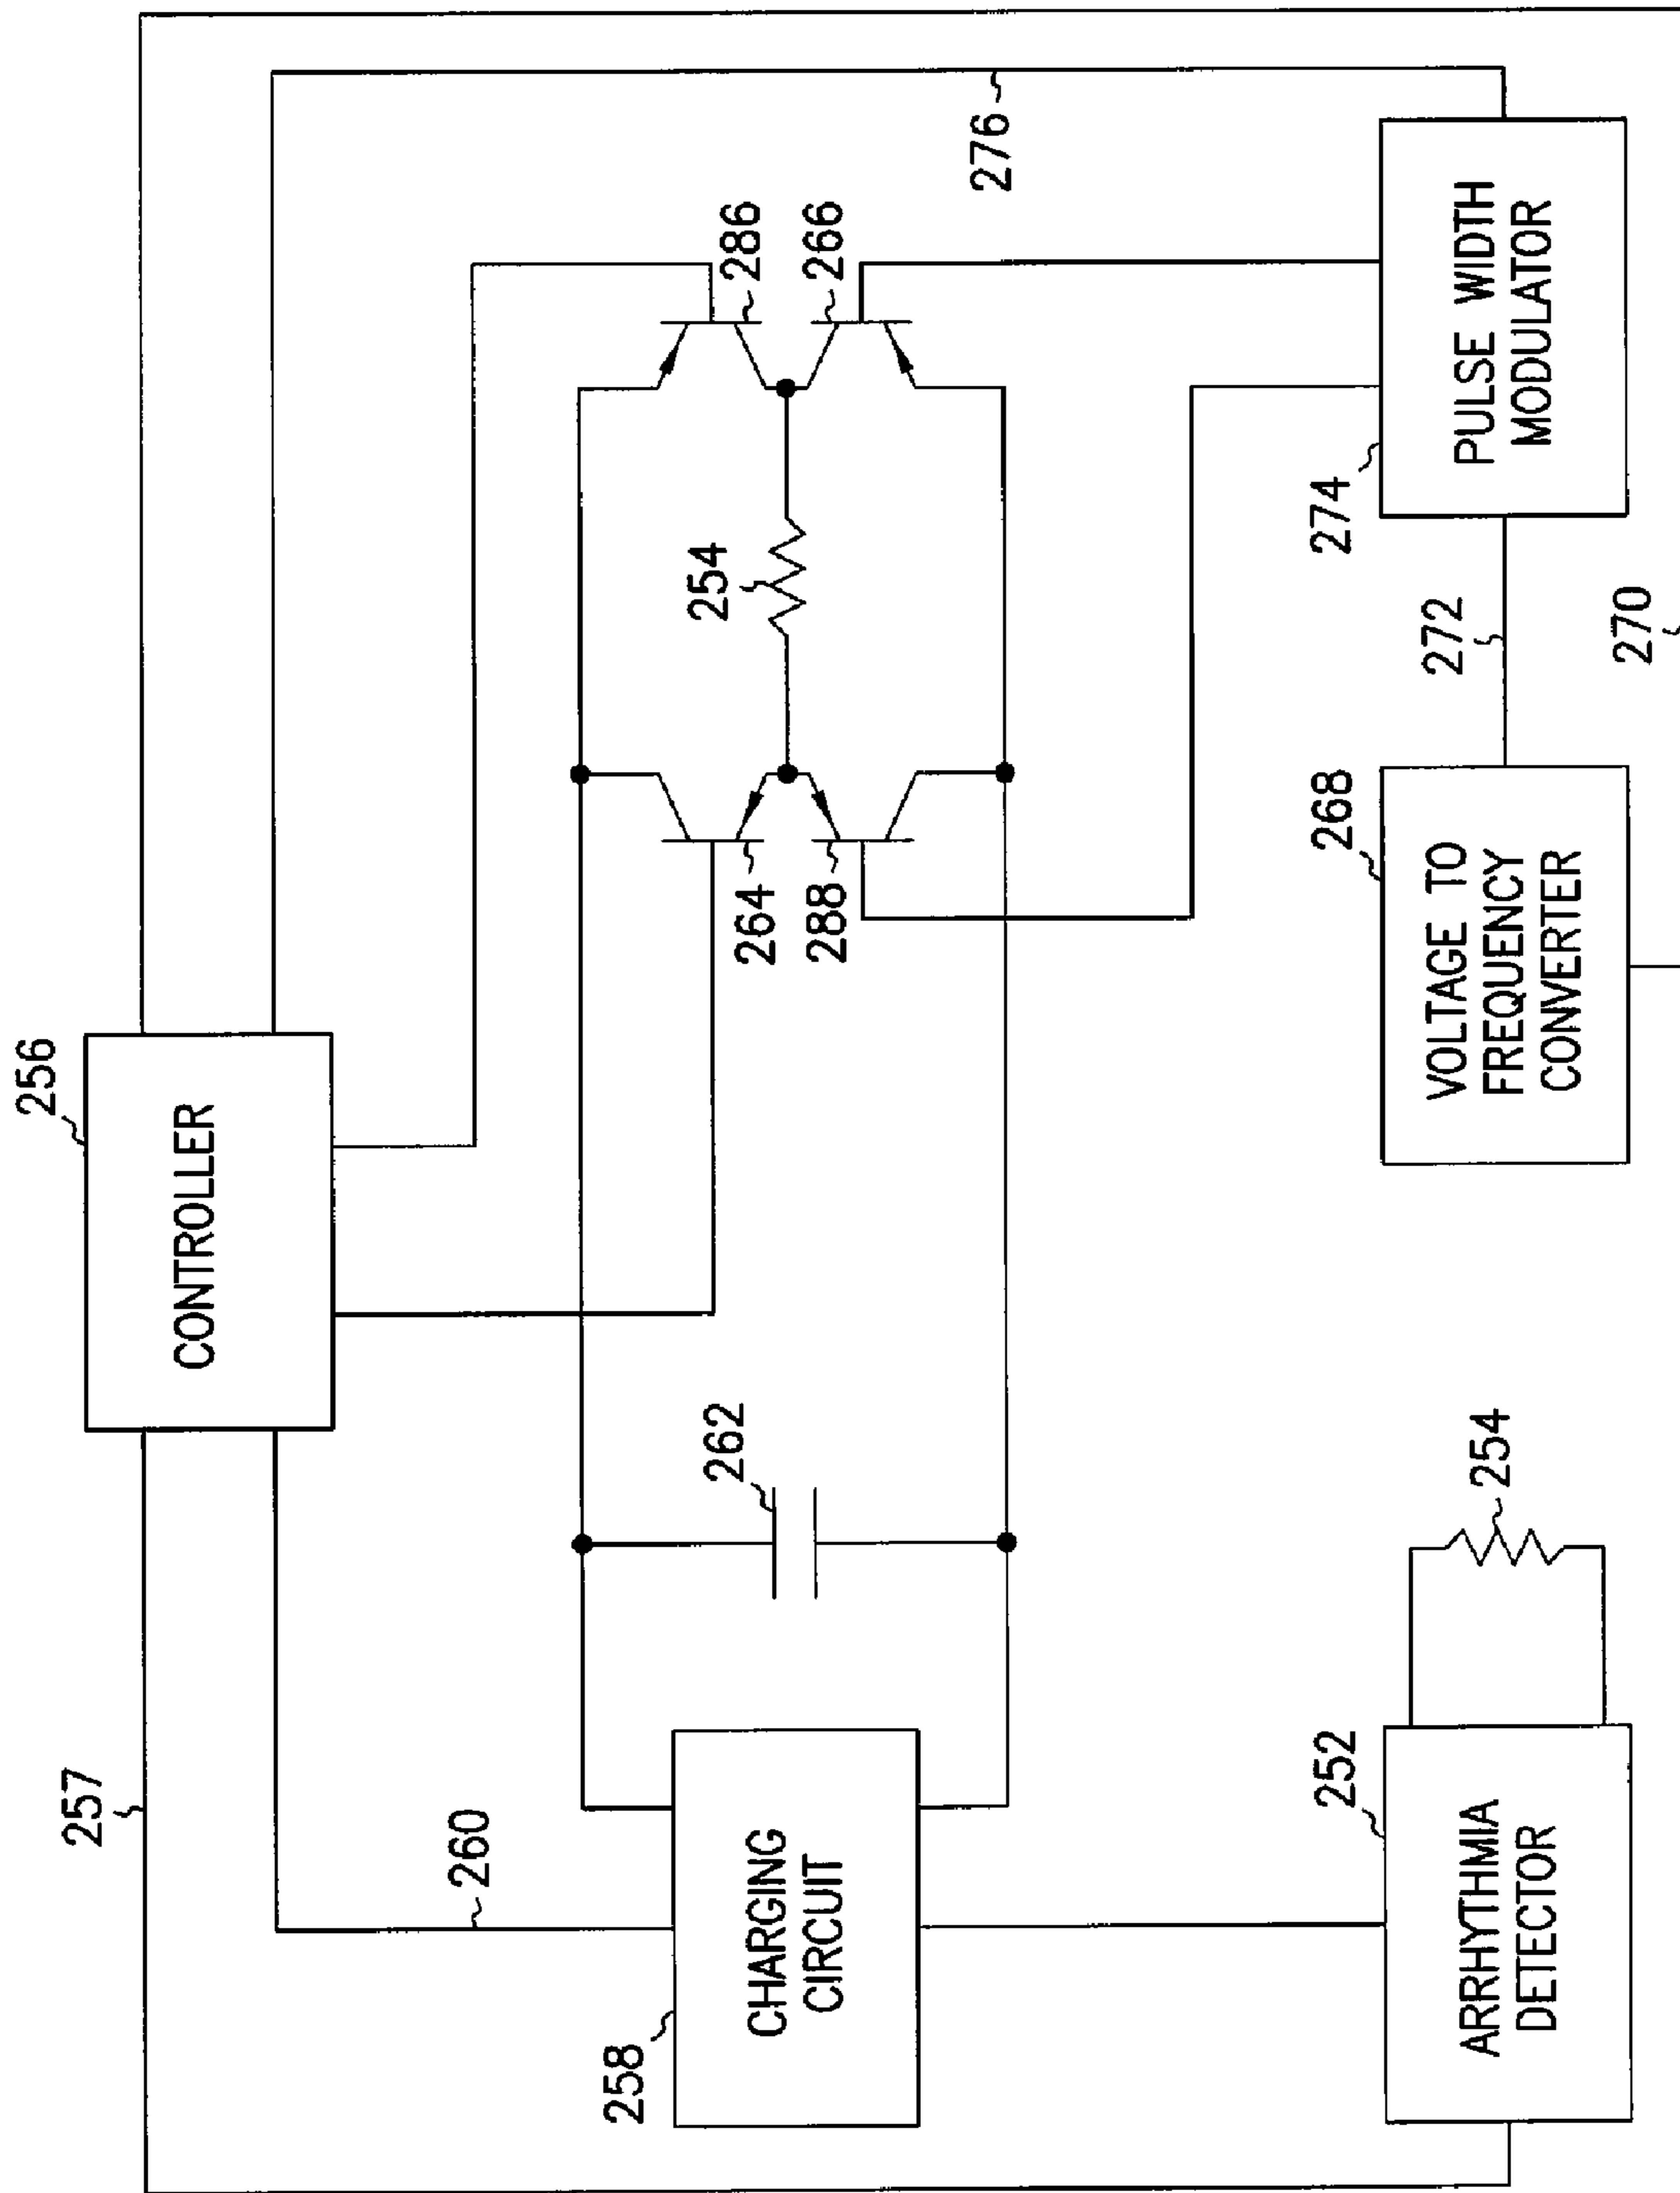 257
256
CONTROLLER
260
276
258
CHARGING
CIRCUIT
262
264
288
254
286
266
252
ARRHYTHMIA
DETECTOR
254
268
VOLTAGE TO
FREQUENCY
CONVERTER
272
270
274
PULSE WIDTH
MODULATOR